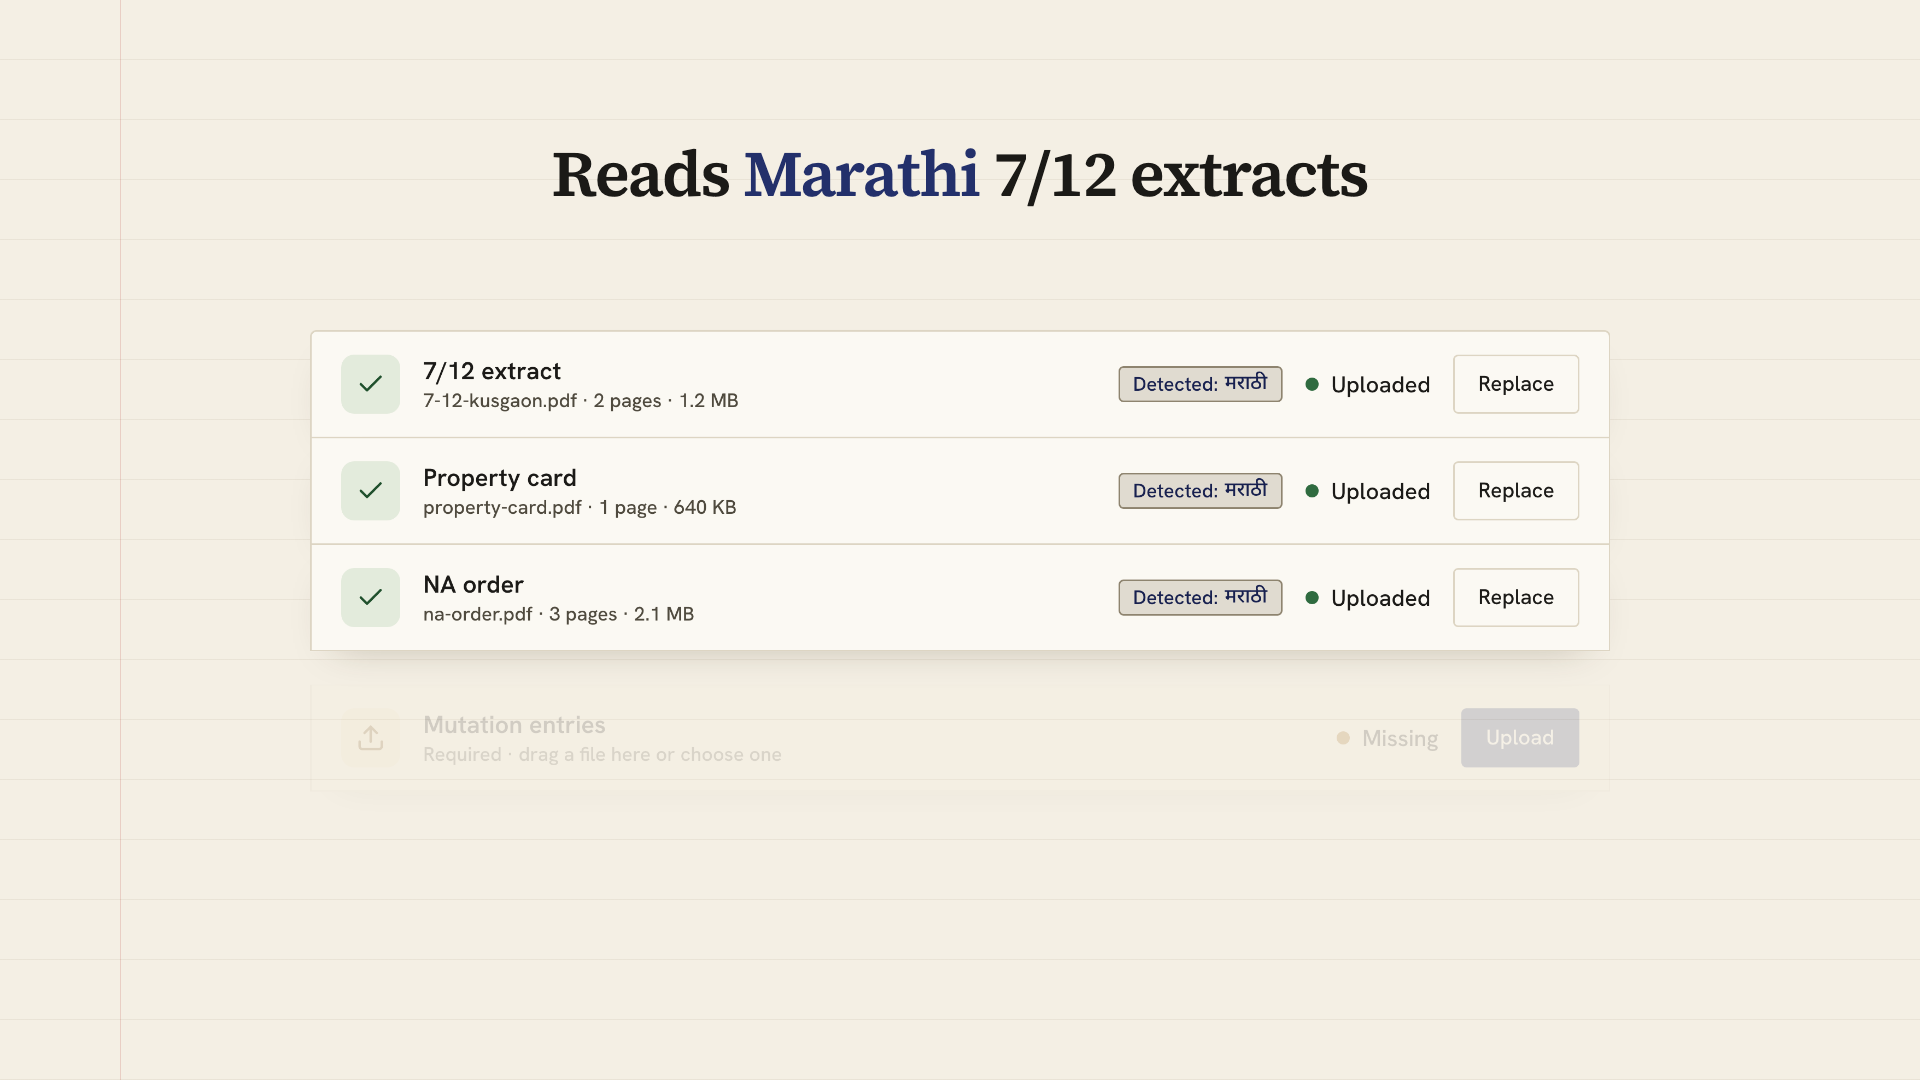 Reads Marathi 7/12 extracts
7/12 extract
7-12-kusgaon.pdf · 2 pages · 1.2 MB
Detected: मराठी
Uploaded
Replace
Property card
property-card.pdf · 1 page · 640 KB
Detected: मराठी
Uploaded
Replace
NA order
na-order.pdf · 3 pages · 2.1 MB
Detected: मराठी
Uploaded
Replace
Mutation entries
Required · drag a file here or choose one
Missing
Upload